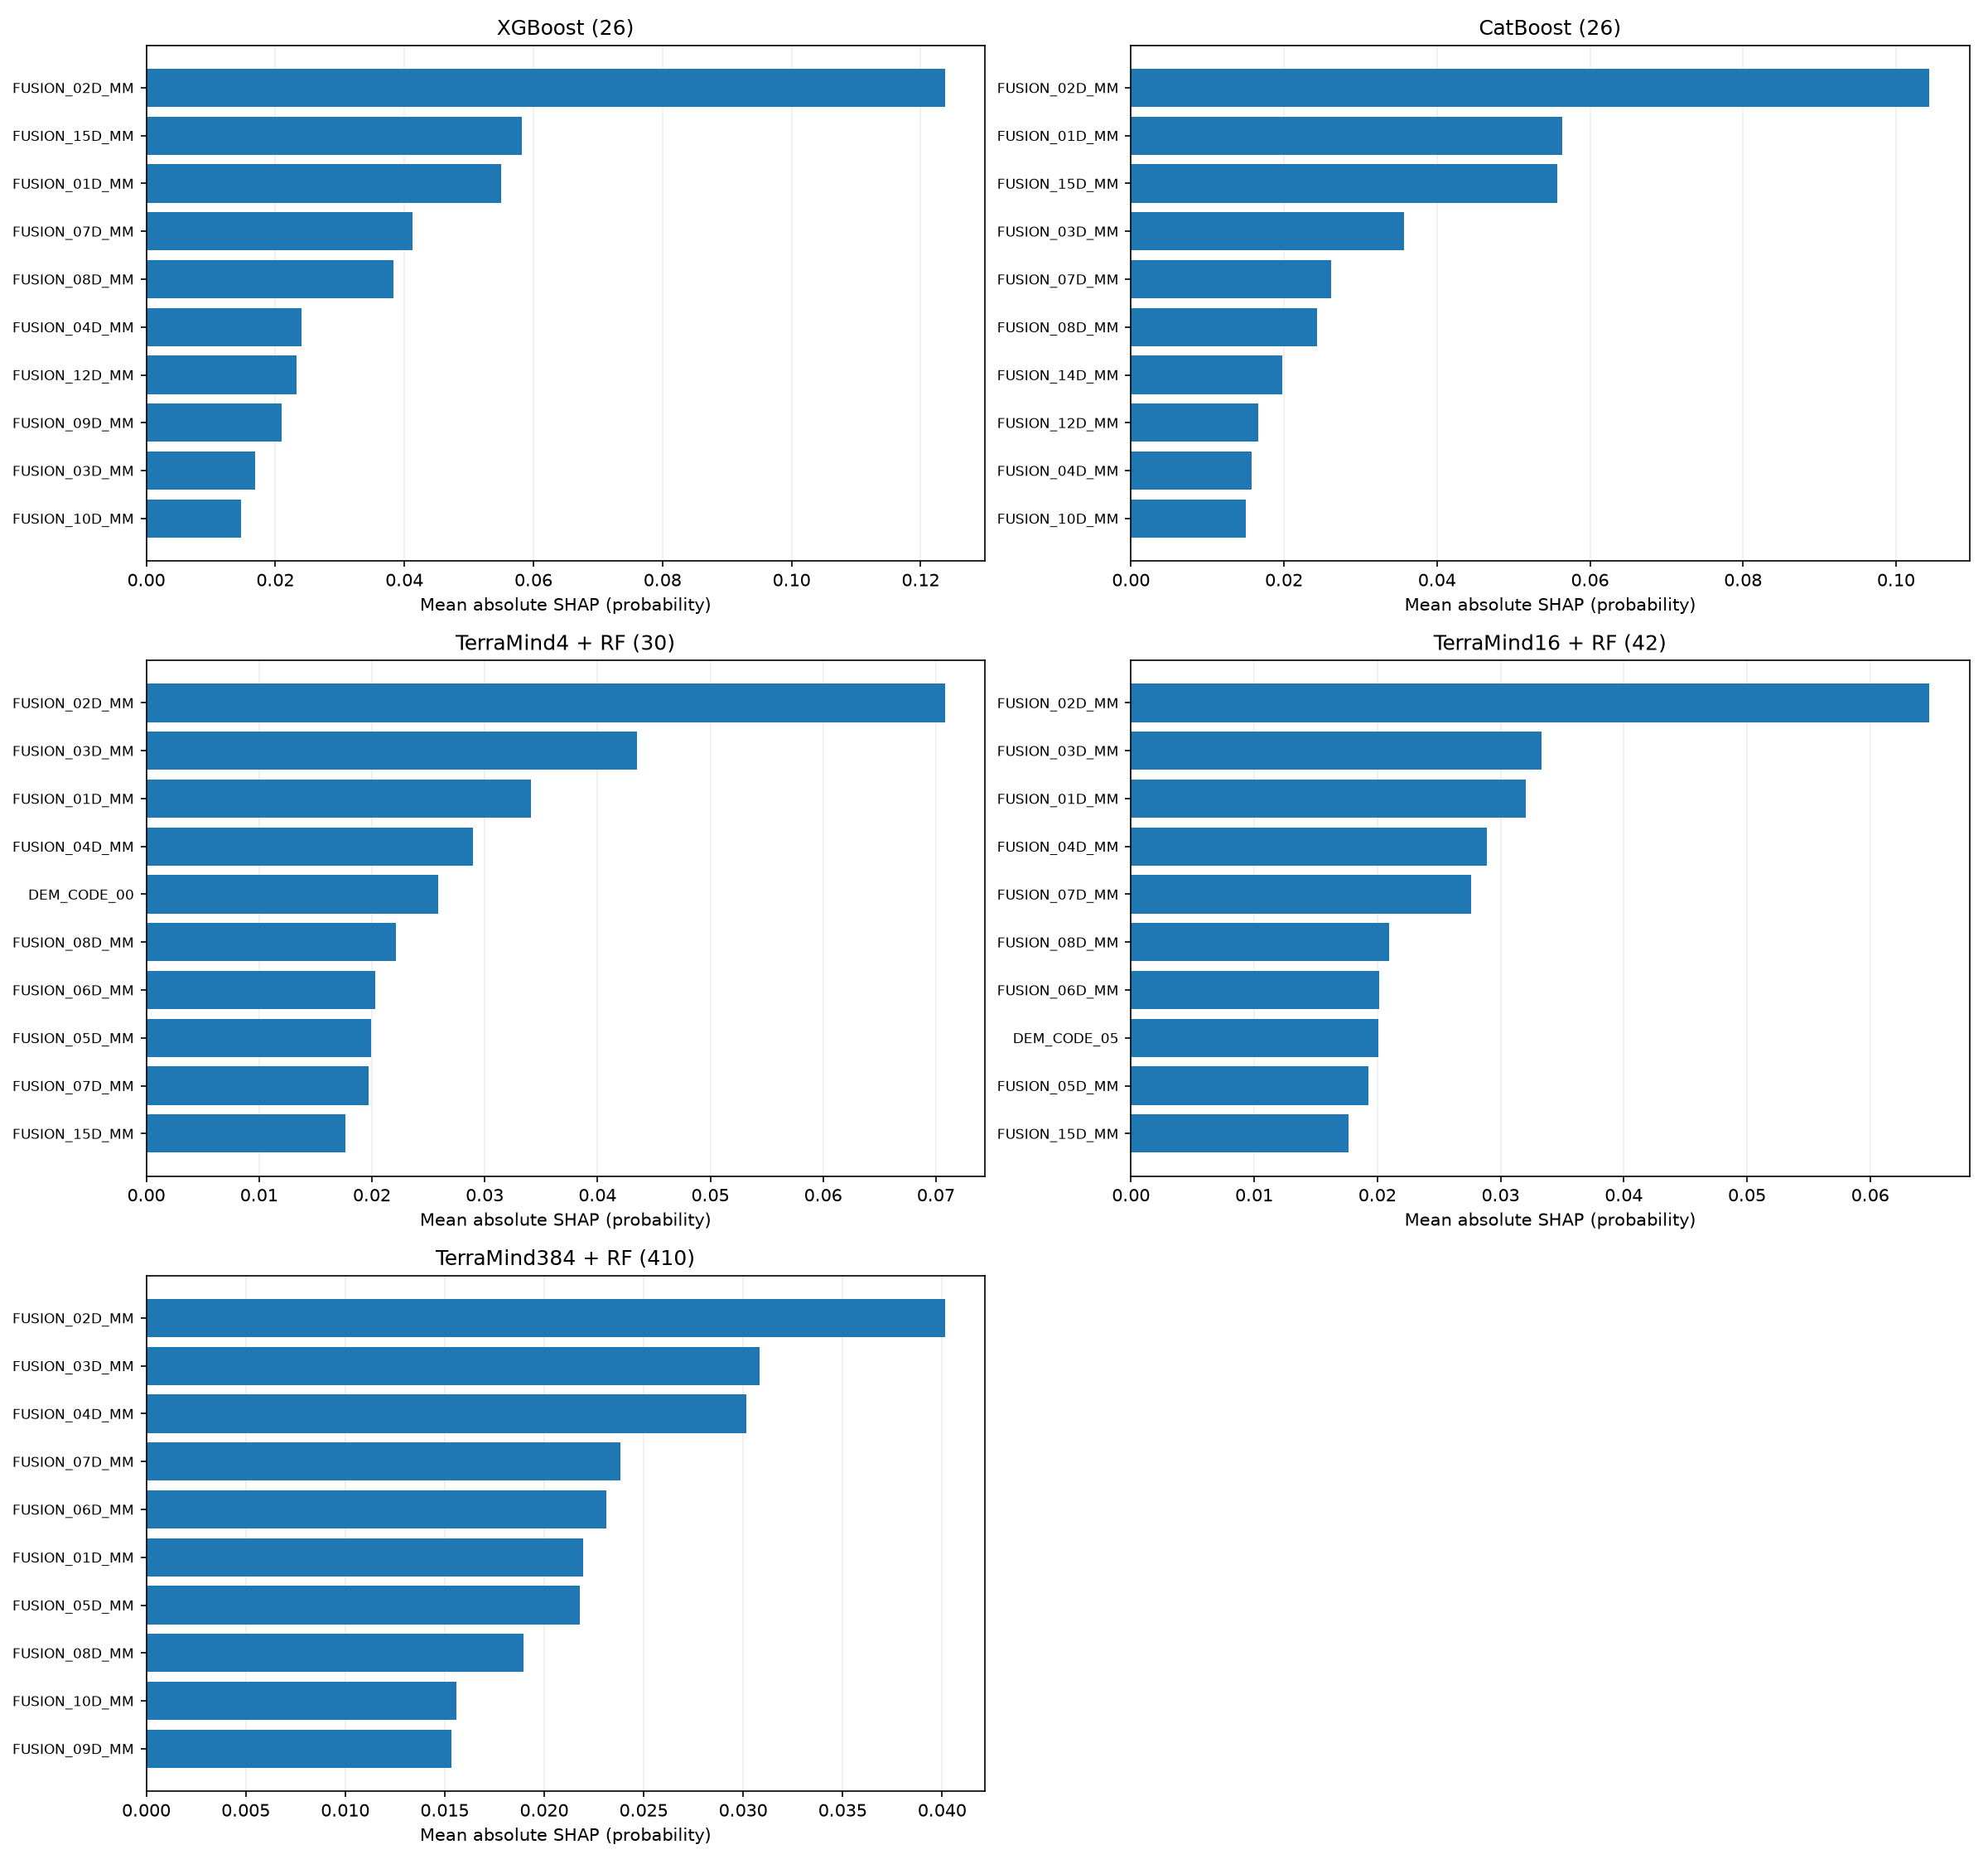 XGBoost (26)
FUSION_02D_MM
FUSION_15D_MM
FUSION_01D_MM
FUSION_07D_MM
FUSION_08D_MM
FUSION_04D_MM
FUSION_12D_MM
FUSION_09D_MM
FUSION_03D_MM
FUSION_10D_MM
0.00 0.02 0.04 0.06 0.08 0.10 0.12
Mean absolute SHAP (probability)
CatBoost (26)
FUSION_02D_MM
FUSION_01D_MM
FUSION_15D_MM
FUSION_03D_MM
FUSION_07D_MM
FUSION_08D_MM
FUSION_14D_MM
FUSION_12D_MM
FUSION_04D_MM
FUSION_10D_MM
0.00 0.02 0.04 0.06 0.08 0.10
Mean absolute SHAP (probability)
TerraMind4 + RF (30)
FUSION_02D_MM
FUSION_03D_MM
FUSION_01D_MM
FUSION_04D_MM
DEM_CODE_00
FUSION_08D_MM
FUSION_06D_MM
FUSION_05D_MM
FUSION_07D_MM
FUSION_15D_MM
0.00 0.01 0.02 0.03 0.04 0.05 0.06 0.07
Mean absolute SHAP (probability)
TerraMind16 + RF (42)
FUSION_02D_MM
FUSION_03D_MM
FUSION_01D_MM
FUSION_04D_MM
FUSION_07D_MM
FUSION_08D_MM
FUSION_06D_MM
DEM_CODE_05
FUSION_05D_MM
FUSION_15D_MM
0.00 0.01 0.02 0.03 0.04 0.05 0.06
Mean absolute SHAP (probability)
TerraMind384 + RF (410)
FUSION_02D_MM
FUSION_03D_MM
FUSION_04D_MM
FUSION_07D_MM
FUSION_06D_MM
FUSION_01D_MM
FUSION_05D_MM
FUSION_08D_MM
FUSION_10D_MM
FUSION_09D_MM
0.000 0.005 0.010 0.015 0.020 0.025 0.030 0.035 0.040
Mean absolute SHAP (probability)